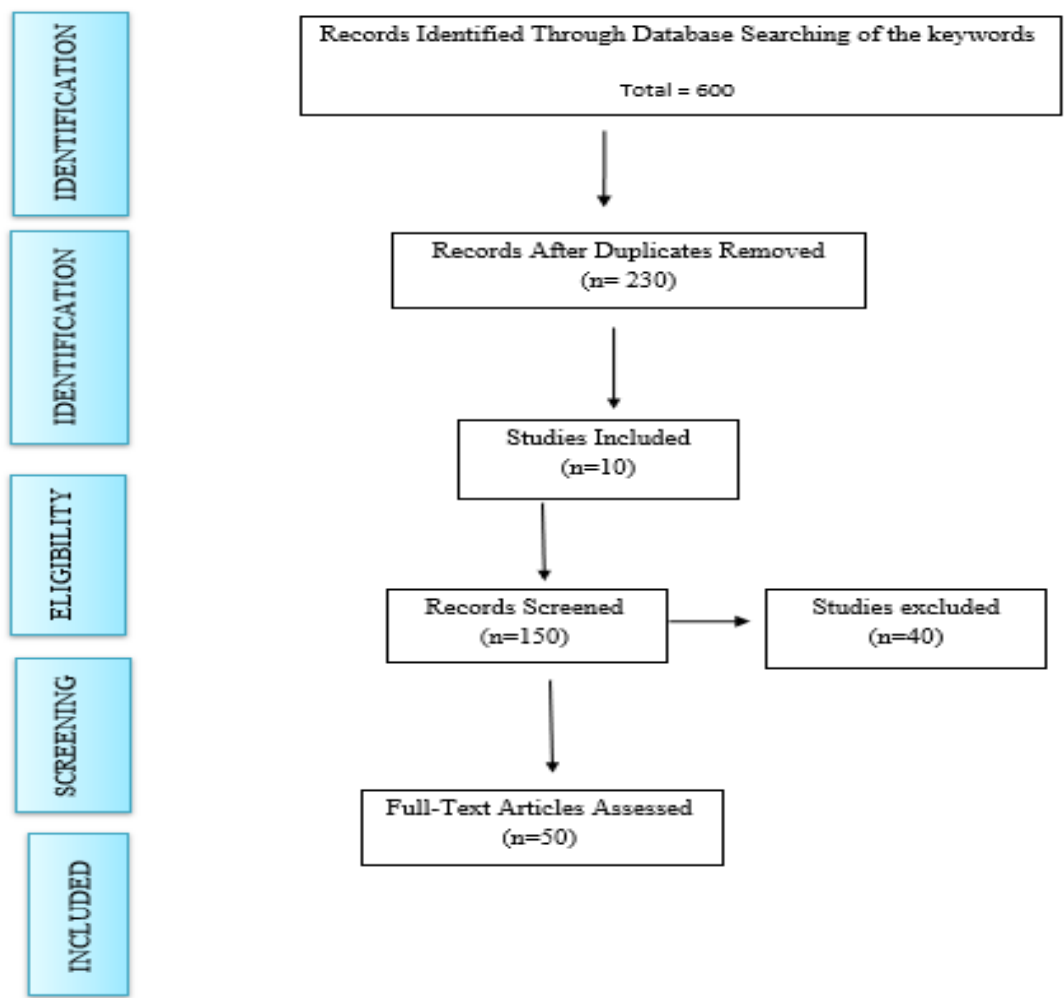 IDENTIFICATION
Records Identified Through Database Searching of the keywords
Total = 600
IDENTIFICATION
Records After Duplicates Removed
(n= 230)
Studies Included
(n=10)
ELIGIBILITY
Records Screened
(n=150)
Studies excluded
(n=40)
SCREENING
Full-Text Articles Assessed
(n=50)
INCLUDED